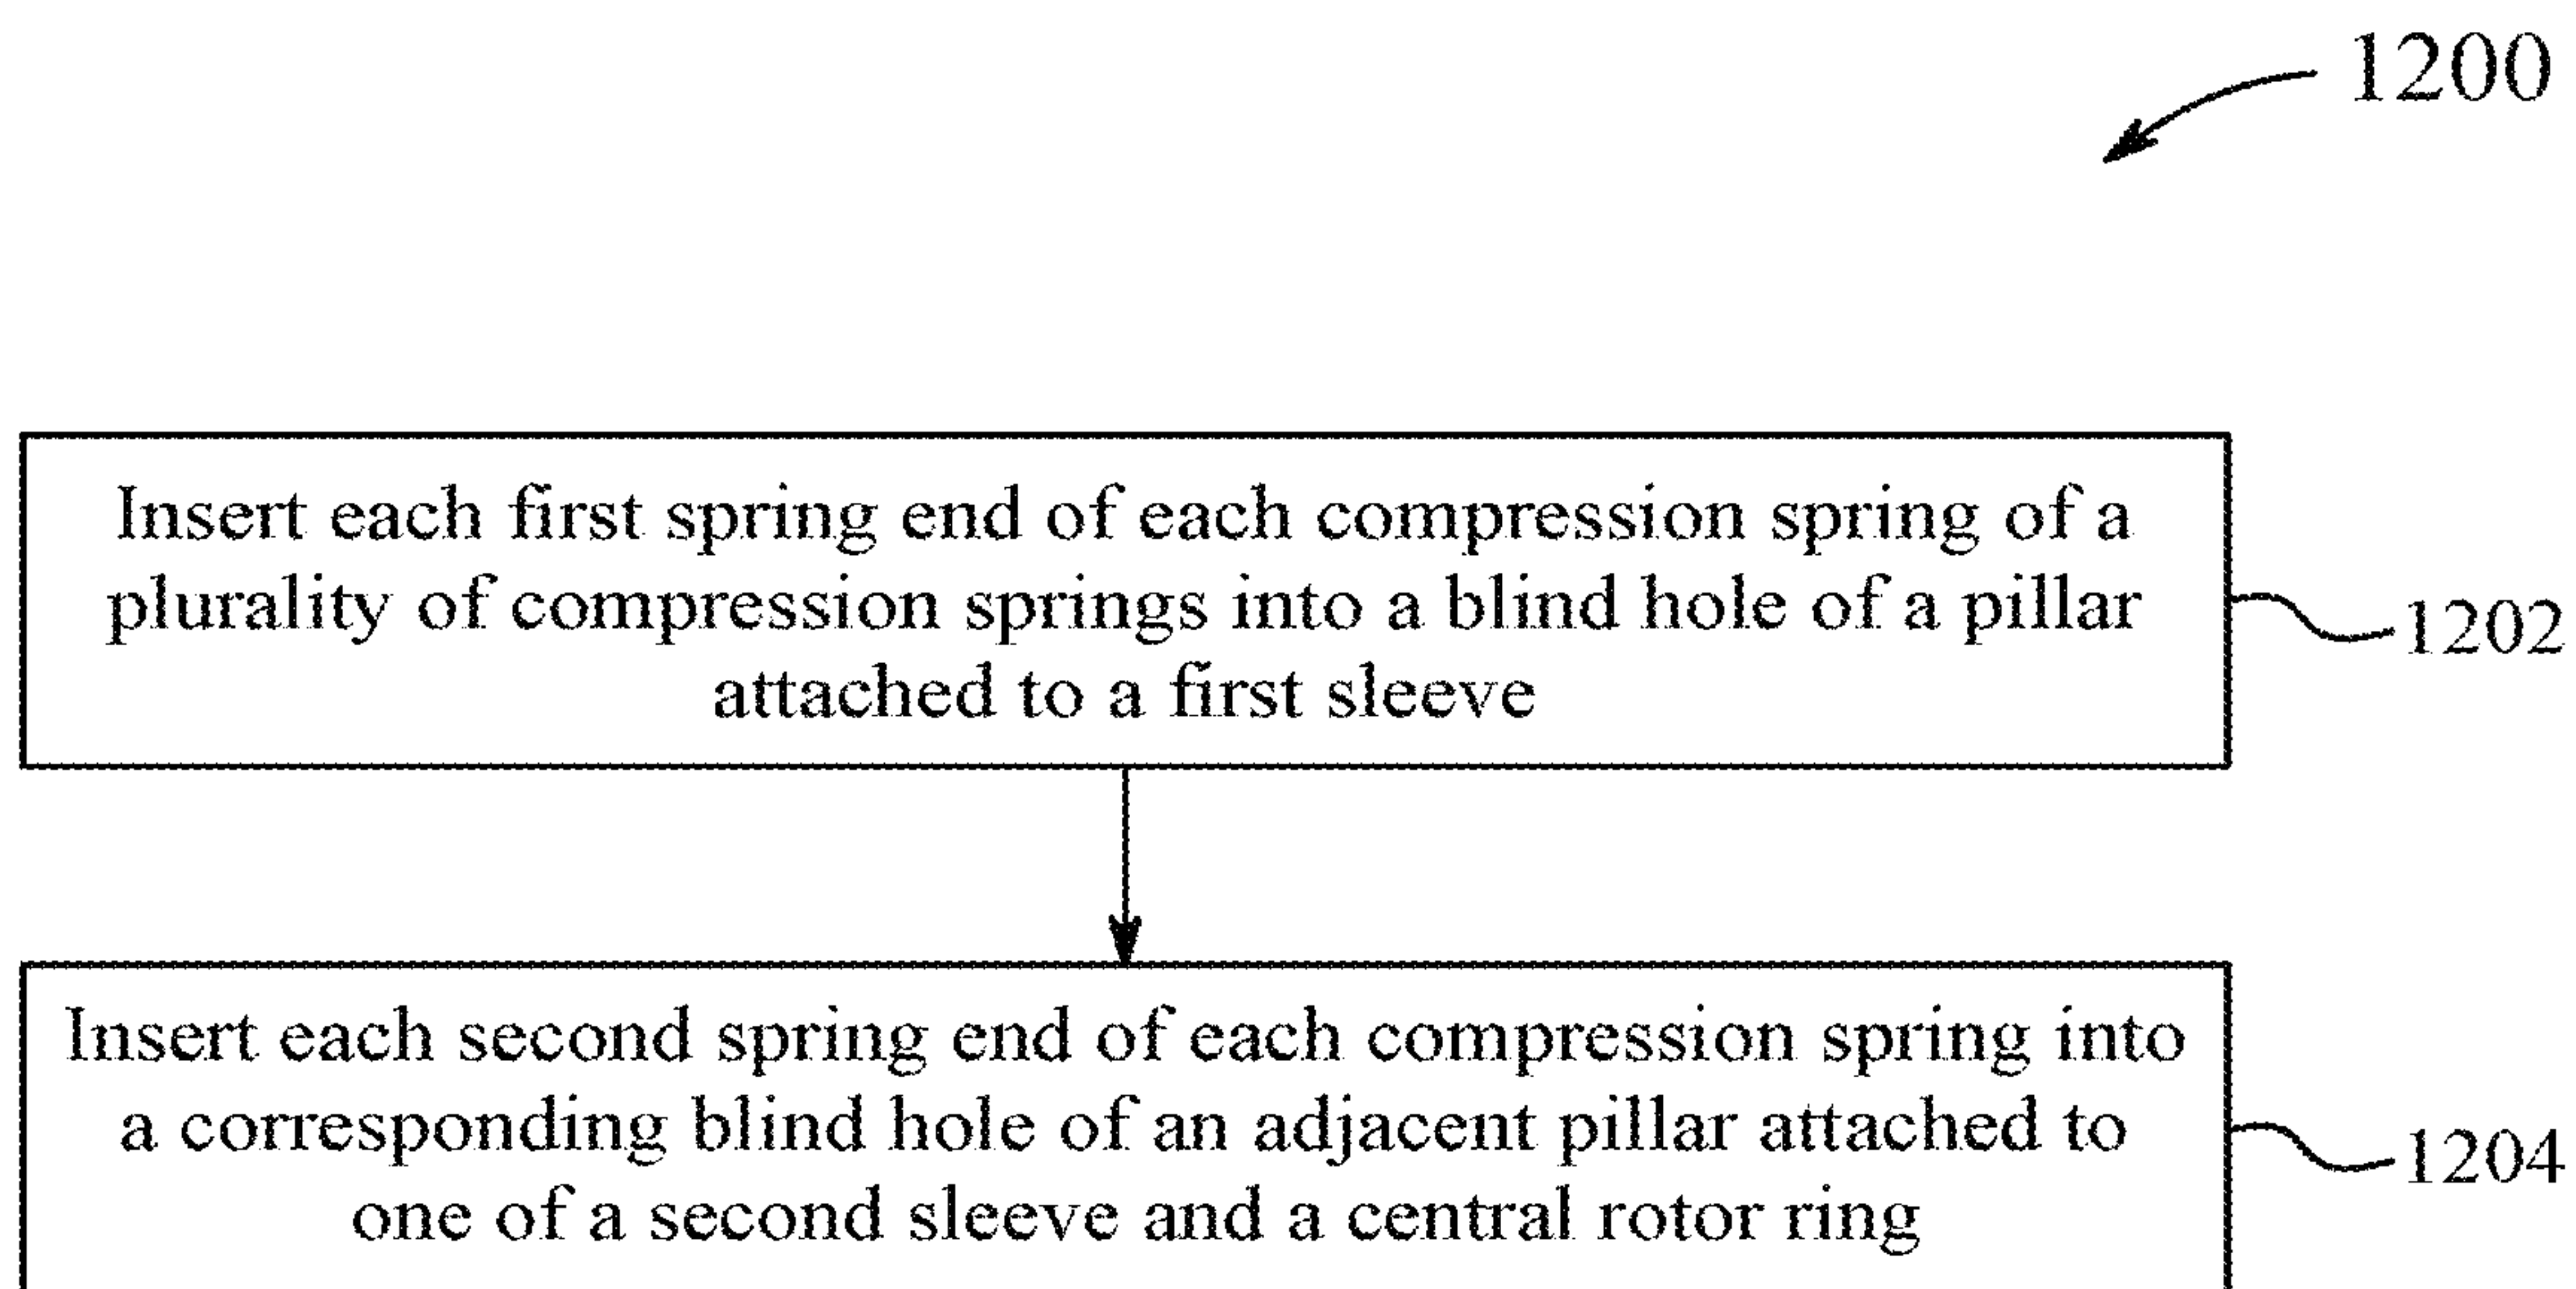 1200
Insert each first spring end of each compression spring of a
plurality of compression springs into a blind hole of a pillar
attached to a first sleeve
1202
Insert each second spring end of each compression spring into
a corresponding blind hole of an adjacent pillar attached to
one of a second sleeve and a central rotor ring
1204